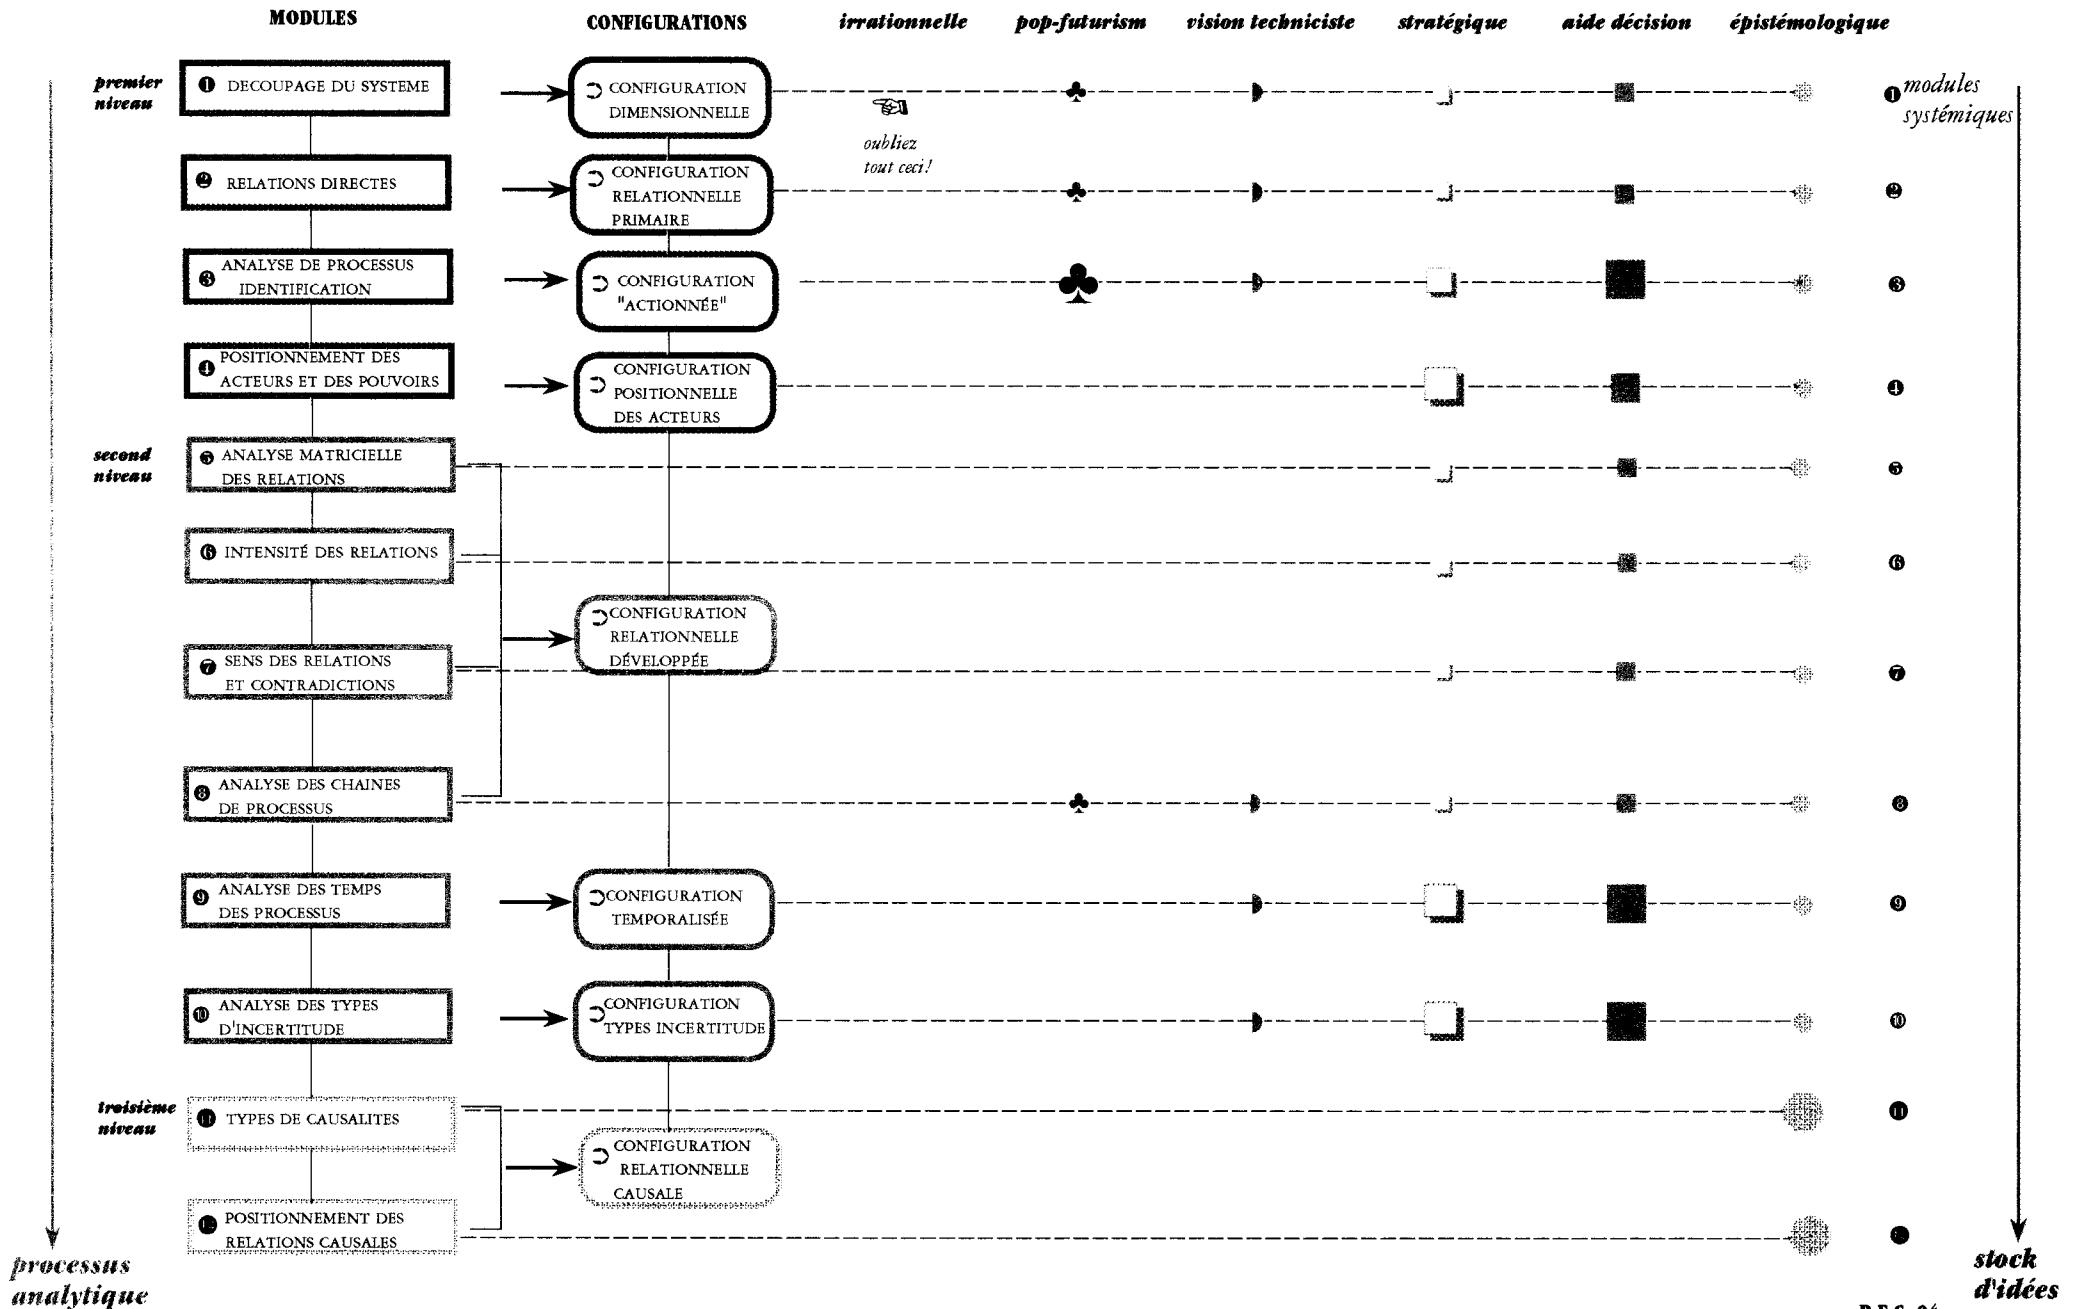 MODULES CONFIGURATIONS irrationnelle pop-futurism vision techniciste stratégique aide décision épistémologique
premier
niveau
❶ DECOUPAGE DU SYSTEME
CONFIGURATION
DIMENSIONNELLE
❶ modules
systémiques
oubliez
tout ceci!
❷ RELATIONS DIRECTES
CONFIGURATION
RELATIONNELLE
PRIMAIRE
❷
❸ ANALYSE DE PROCESSUS
IDENTIFICATION
CONFIGURATION
"ACTIONNÉE"
❸
❹ POSITIONNEMENT DES
ACTEURS ET DES POUVOIRS
CONFIGURATION
POSITIONNELLE
DES ACTEURS
❹
second
niveau
❺ ANALYSE MATRICIELLE
DES RELATIONS
❺
❻ INTENSITÉ DES RELATIONS
❻
CONFIGURATION
RELATIONNELLE
DÉVELOPPÉE
❼ SENS DES RELATIONS
ET CONTRADICTIONS
❼
❽ ANALYSE DES CHAINES
DE PROCESSUS
❽
❾ ANALYSE DES TEMPS
DES PROCESSUS
CONFIGURATION
TEMPORALISÉE
❾
❿ ANALYSE DES TYPES
D'INCERTITUDE
CONFIGURATION
TYPES INCERTITUDE
❿
troisième
niveau
⓫ TYPES DE CAUSALITES
⓫
CONFIGURATION
RELATIONNELLE
CAUSALE
POSITIONNEMENT DES
RELATIONS CAUSALES
processus
analytique
stock
d'idées